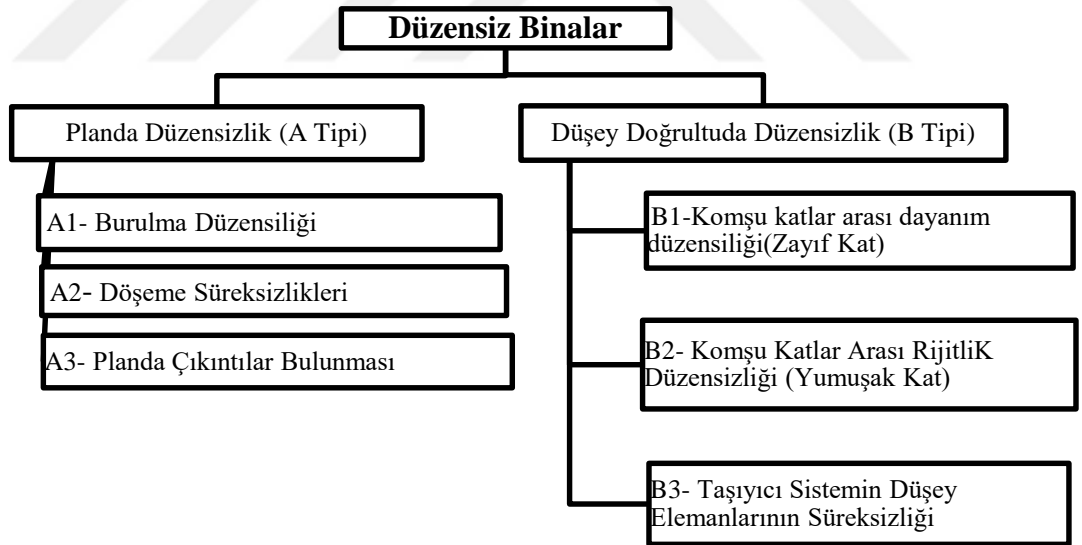 Düzensiz Binalar
Planda Düzensizlik (A Tipi)
A1- Burulma Düzensiliği
A2- Döşeme Süreksizlikleri
A3- Planda Çıkıntılar Bulunması
Düşey Doğrultuda Düzensizlik (B Tipi)
B1-Komşu katlar arası dayanım
düzensiliği(Zayıf Kat)
B2- Komşu Katlar Arası RijitliK
Düzensizliği (Yumuşak Kat)
B3- Taşıyıcı Sistemin Düşey
Elemanlarının Süreksizliği